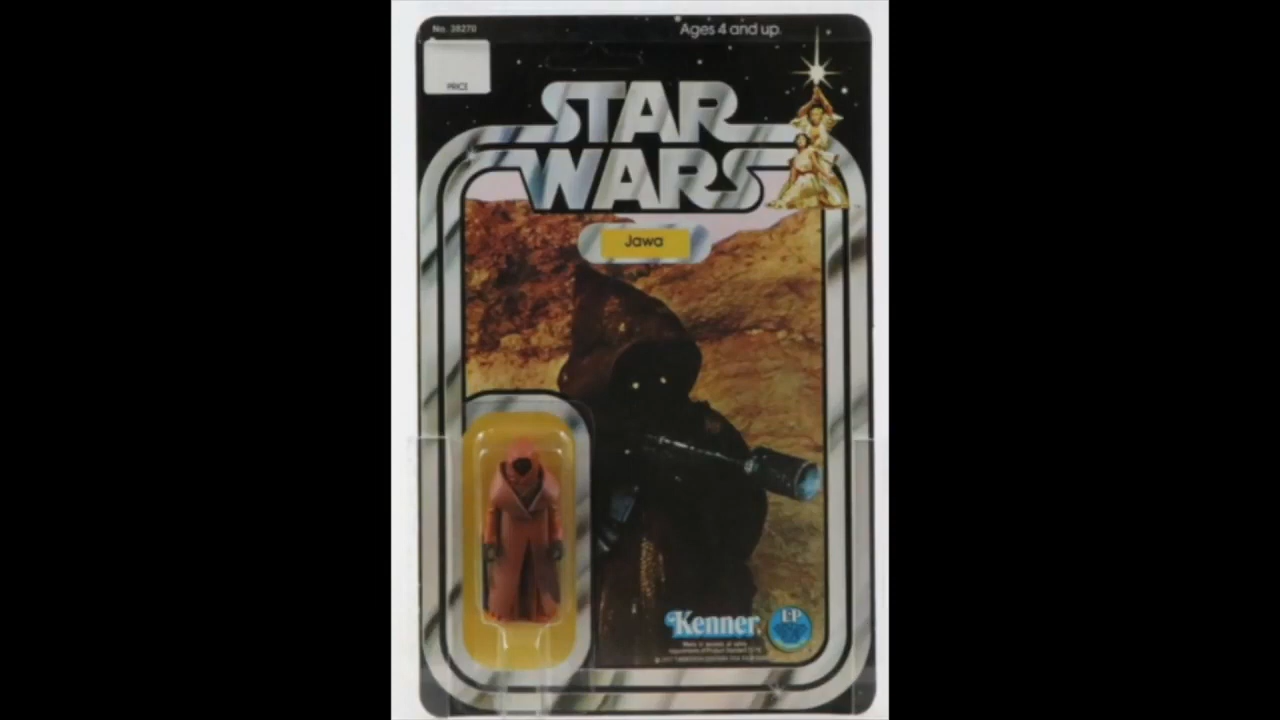 No. 38270
Ages 4 and up.
PRICE
STAR
WARS
Jawa
Kenner